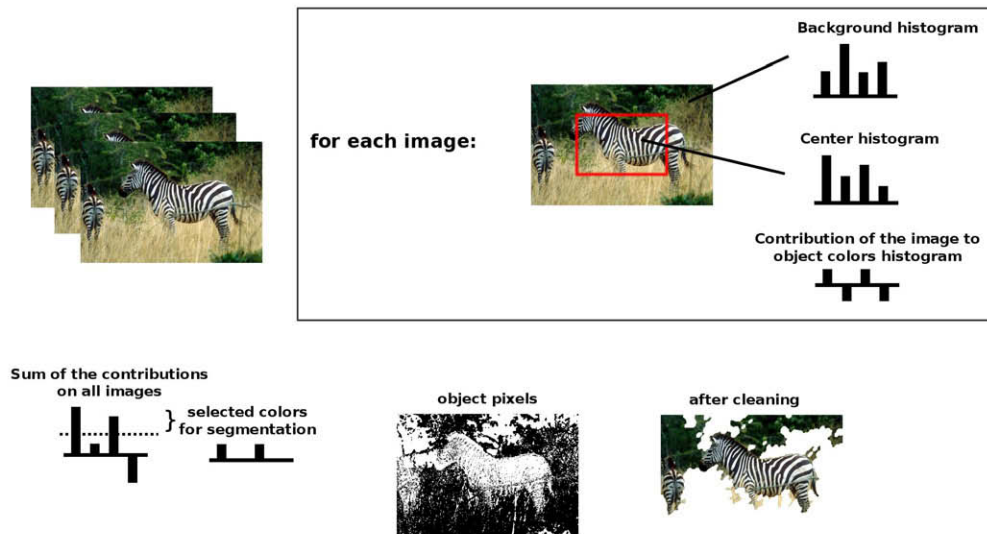 Background histogram
for each image:
Center histogram
Contribution of the image to
object colors histogram
Sum of the contributions
on all images
} selected colors
for segmentation
object pixels
after cleaning